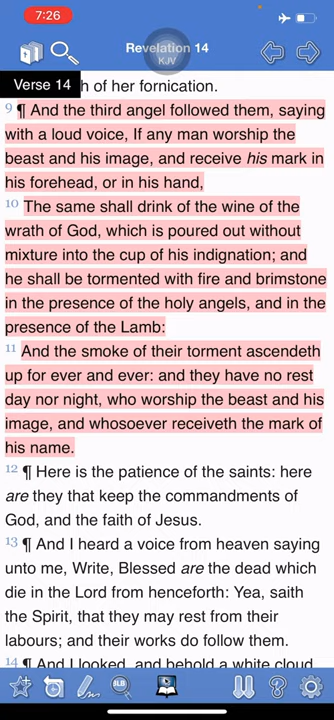 7:26
Revelation 14
KJV
Verse 14
h of her fornication.
9 ¶ And the third angel followed them, saying
with a loud voice, If any man worship the
beast and his image, and receive his mark in
his forehead, or in his hand,
10 The same shall drink of the wine of the
wrath of God, which is poured out without
mixture into the cup of his indignation; and
he shall be tormented with fire and brimstone
in the presence of the holy angels, and in the
presence of the Lamb:
11 And the smoke of their torment ascendeth
up for ever and ever: and they have no rest
day nor night, who worship the beast and his
image, and whosoever receiveth the mark of
his name.
12 ¶ Here is the patience of the saints: here
are they that keep the commandments of
God, and the faith of Jesus.
13 ¶ And I heard a voice from heaven saying
unto me, Write, Blessed are the dead which
die in the Lord from henceforth: Yea, saith
the Spirit, that they may rest from their
labours; and their works do follow them.
14 ¶ And I looked, and behold a white cloud
BLB